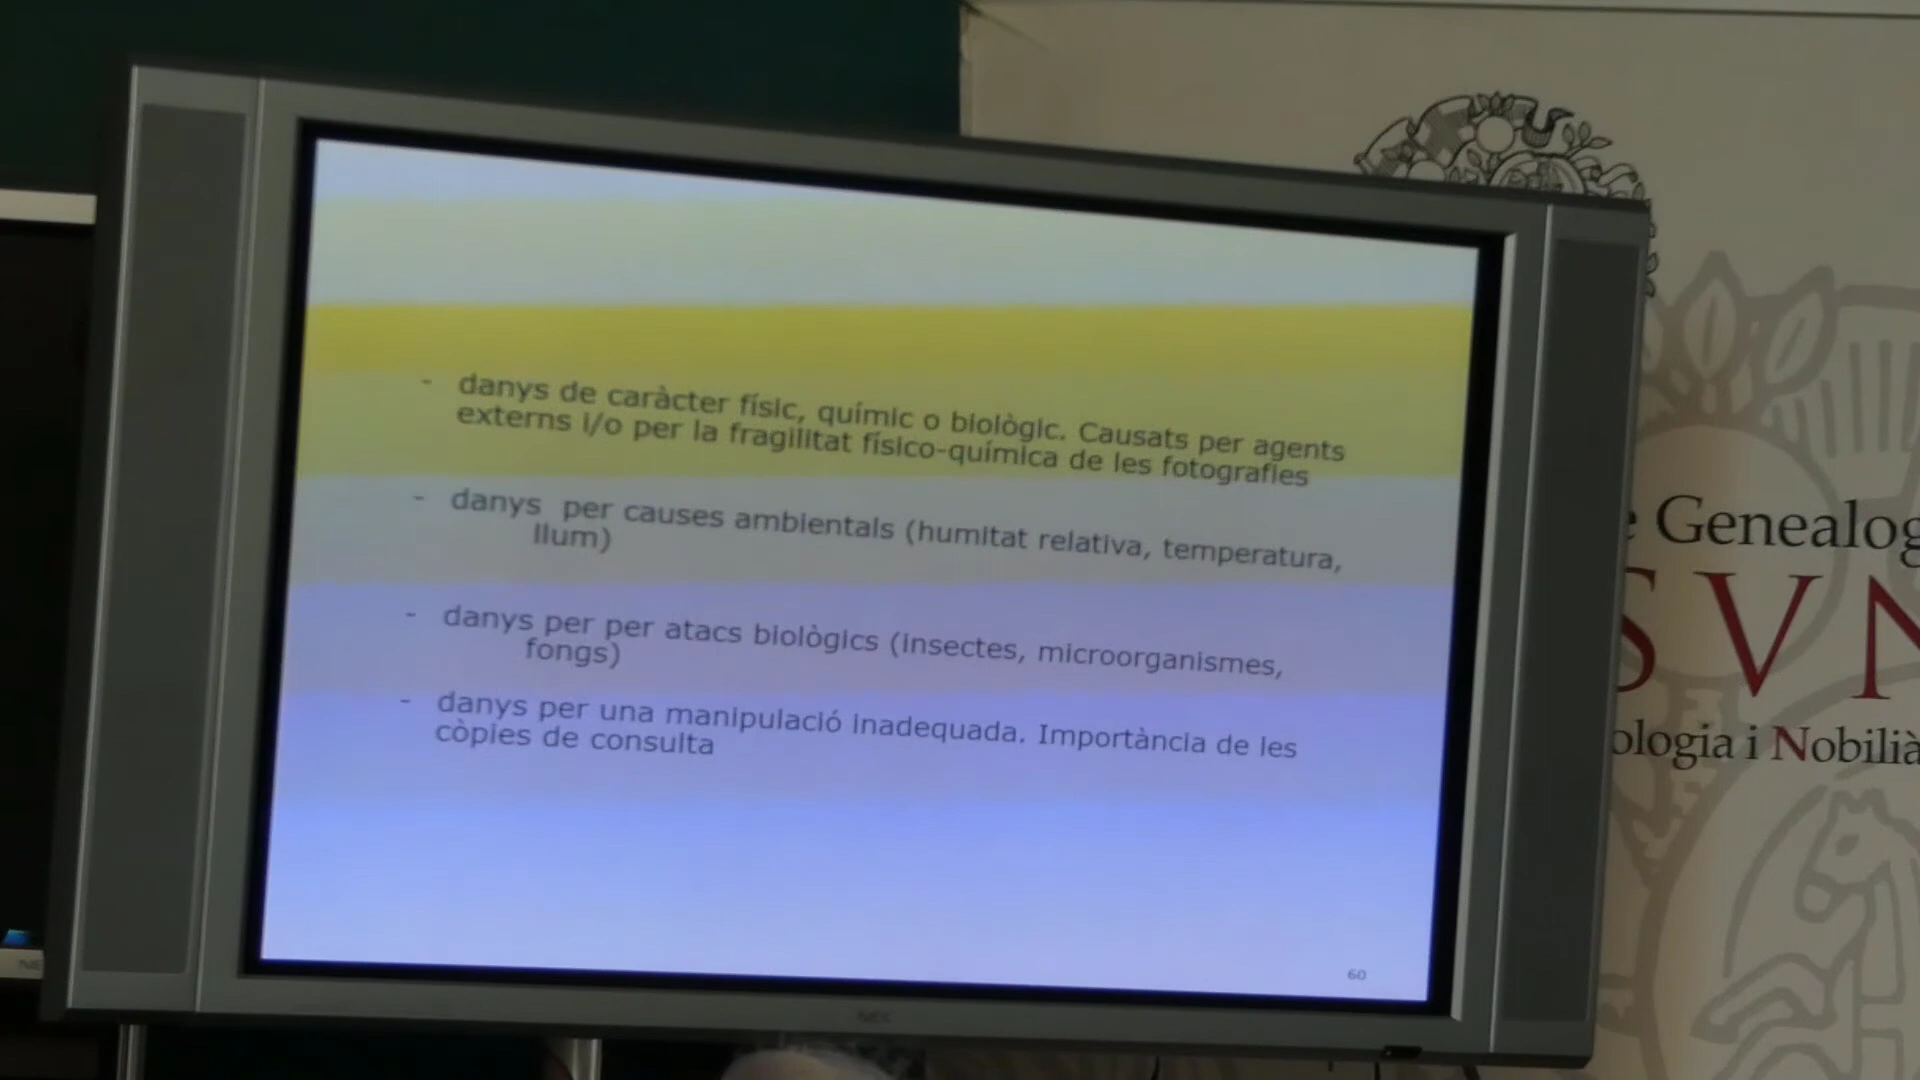 - danys de caràcter físic, químic o biològic. Causats per agents
externs i/o per la fragilitat físico-química de les fotografies
- danys per causes ambientals (humitat relativa, temperatura,
llum)
- danys per per atacs biològics (insectes, microorganismes,
fongs)
- danys per una manipulació inadequada. Importància de les
còpies de consulta
60
NEC
e Genealog
SVN
ologia i Nobilià